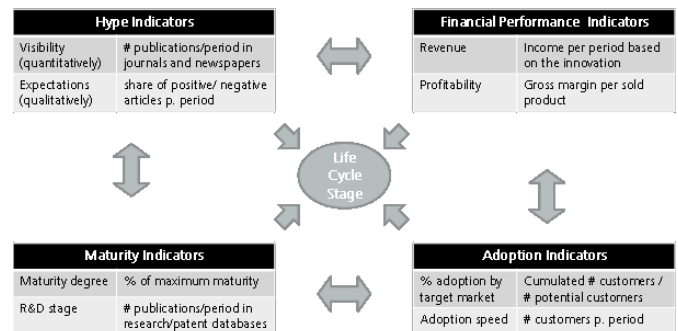 Hype Indicators
Visibility
(quantitatively)
# publications/period in
journals and newspapers
Expectations
(qualitatively)
share of positive/ negative
articles p. period
Financial Performance Indicators
Revenue
Income per period based
on the innovation
Profitability
Gross margin per sold
product
Life
Cycle
Stage
Maturity Indicators
Maturity degree
% of maximum maturity
R&D stage
# publications/period in
research/patent databases
Adoption Indicators
% adoption by
target market
Cumulated # customers /
# potential customers
Adoption speed
# customers p. period